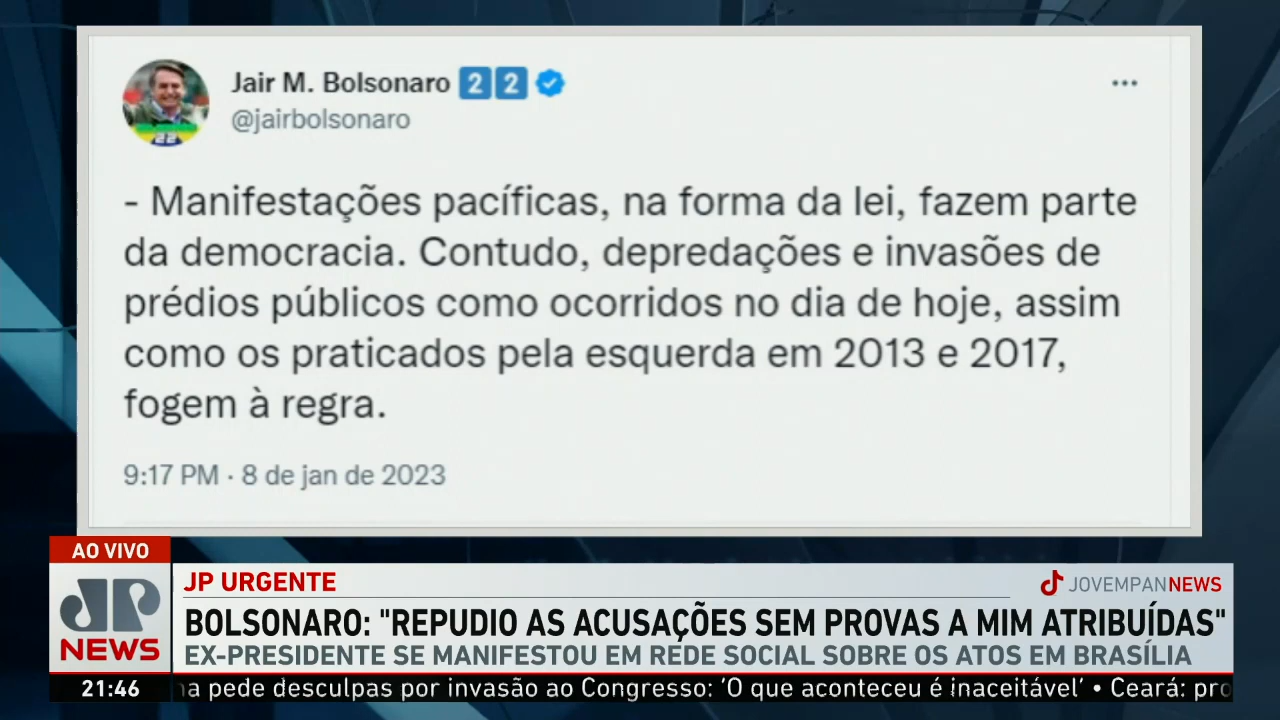 Jair M. Bolsonaro 22
@jairbolsonaro
- Manifestações pacíficas, na forma da lei, fazem parte
da democracia. Contudo, depredações e invasões de
prédios públicos como ocorridos no dia de hoje, assim
como os praticados pela esquerda em 2013 e 2017,
fogem à regra.
9:17 PM · 8 de jan de 2023
AO VIVO
JP NEWS
JP URGENTE
JOVEMPANNEWS
BOLSONARO: "REPUDIO AS ACUSAÇÕES SEM PROVAS A MIM ATRIBUÍDAS"
EX-PRESIDENTE SE MANIFESTOU EM REDE SOCIAL SOBRE OS ATOS EM BRASÍLIA
21:46
pede desculpas por invasão ao Congresso: 'O que aconteceu é inaceitável' • Ceará: